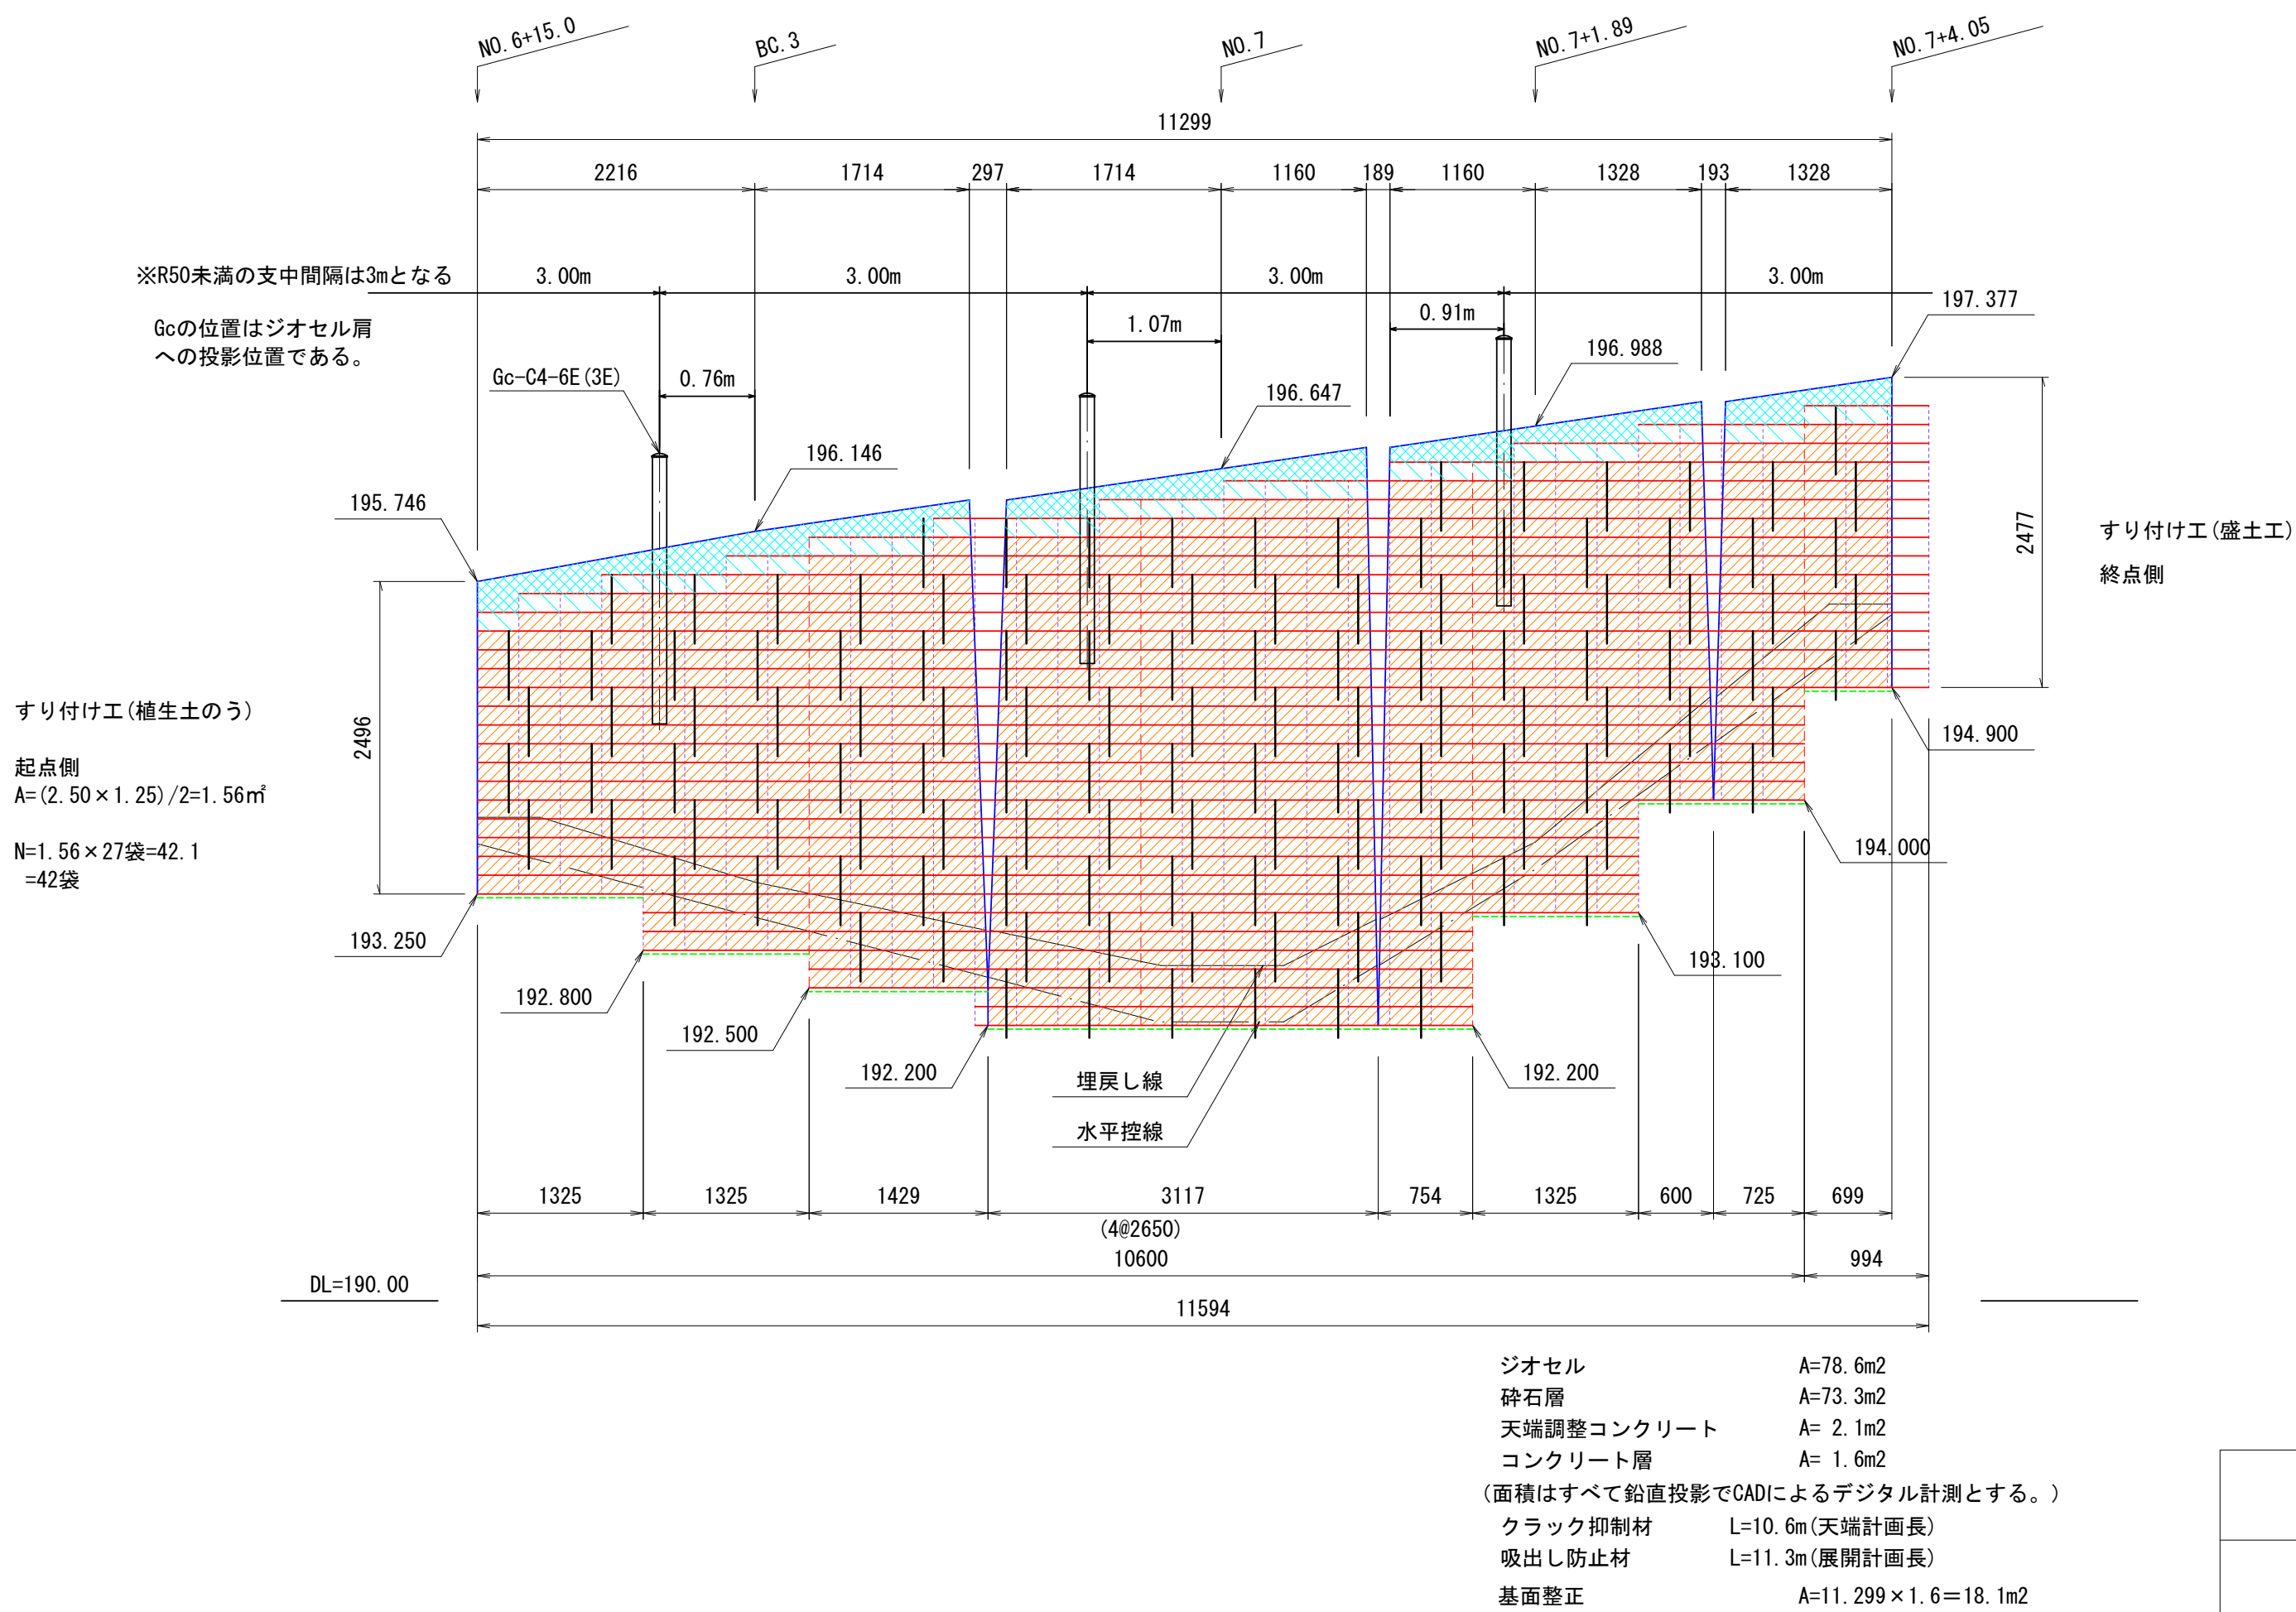 NO.6+15.0
BC.3
NO.7
NO.7+1.89
NO.7+4.05
11299
2216
1714
297
1714
1160
189
1160
1328
193
1328
※R50未満の支中間隔は3mとなる
3.00m
3.00m
3.00m
3.00m
Gcの位置はジオセル肩
への投影位置である。
1.07m
0.91m
197.377
196.988
Gc-C4-6E(3E)
0.76m
196.647
196.146
195.746
2477
すり付け工(盛土工)
終点側
すり付け工(植生土のう)
2496
起点側
A=(2.50×1.25)/2=1.56㎡
N=1.56×27袋=42.1
=42袋
194.900
194.000
193.250
193.100
192.800
192.500
192.200
192.200
埋戻し線
水平控線
1325
1325
1429
3117
754
1325
600
725
699
(4@2650)
10600
994
DL=190.00
11594
ジオセル A=78.6m2
砕石層 A=73.3m2
天端調整コンクリート A= 2.1m2
コンクリート層 A= 1.6m2
(面積はすべて鉛直投影でCADによるデジタル計測とする。)
クラック抑制材 L=10.6m(天端計画長)
吸出し防止材 L=11.3m(展開計画長)
基面整正 A=11.299×1.6=18.1m2